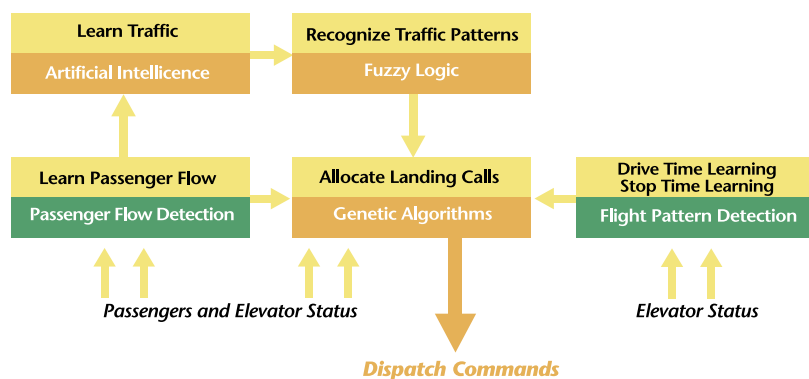 Learn Traffic
Artificial Intellicence
Recognize Traffic Patterns
Fuzzy Logic
Learn Passenger Flow
Passenger Flow Detection
Allocate Landing Calls
Genetic Algorithms
Drive Time Learning
Stop Time Learning
Flight Pattern Detection
Passengers and Elevator Status
Elevator Status
Dispatch Commands